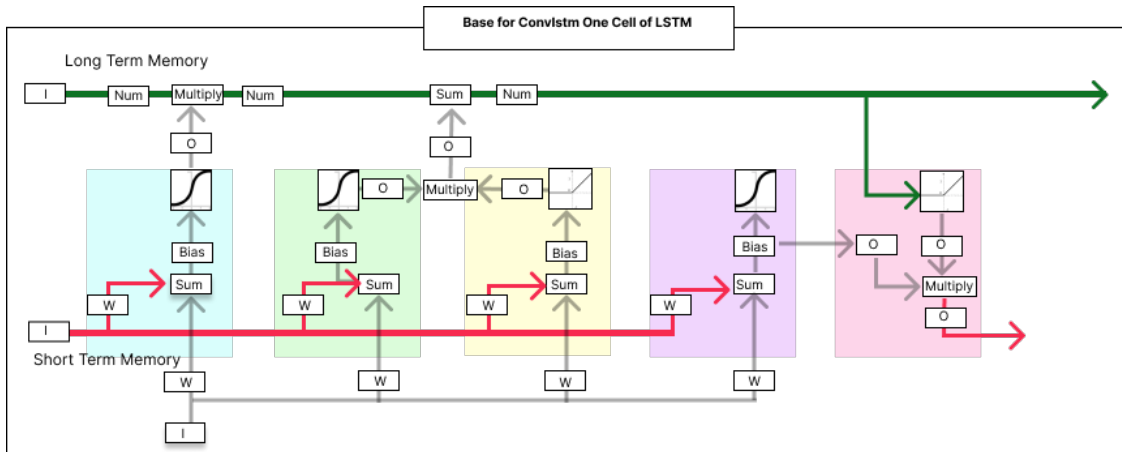 Base for Convlstm One Cell of LSTM
Long Term Memory
I
Num
Multiply
Num
Sum
Num
O
O
O
Multiply
O
Bias
Bias
Bias
Bias
O
O
Sum
Sum
Sum
Sum
Multiply
W
W
W
W
O
I
Short Term Memory
W
W
W
W
I